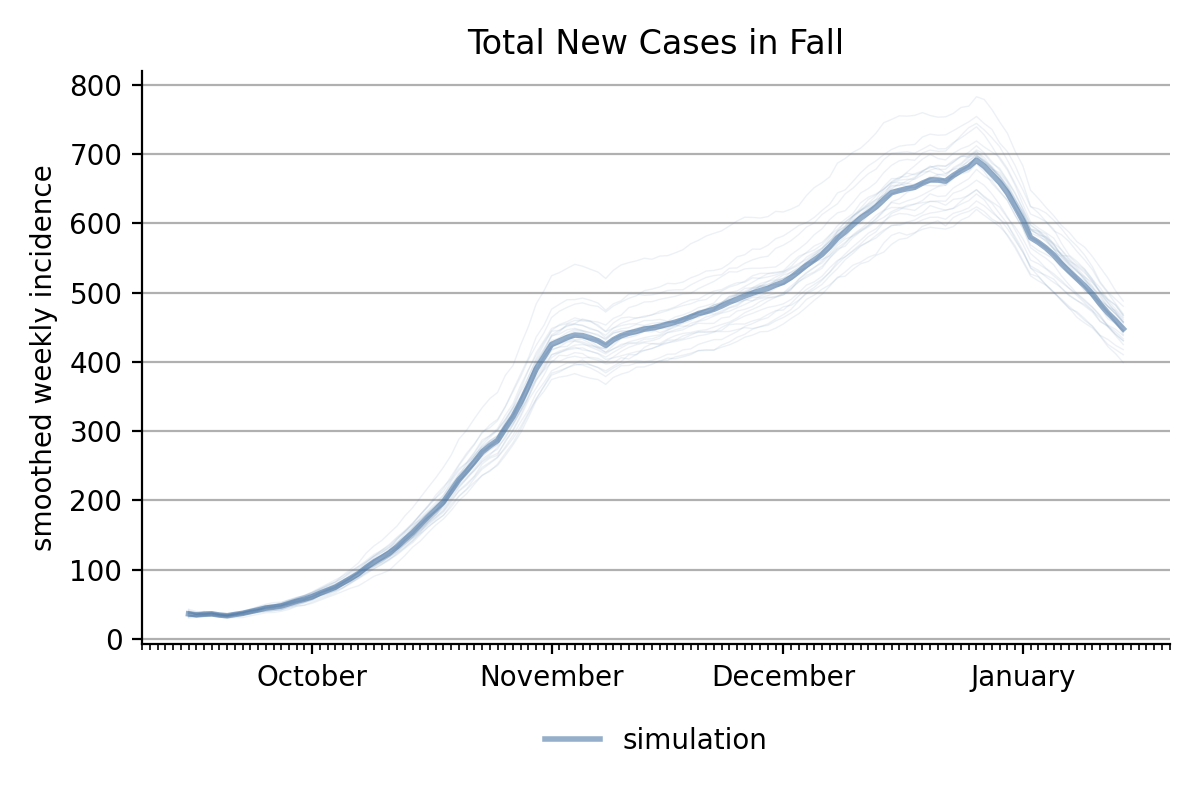 Total New Cases in Fall
smoothed weekly incidence
800
700
600
500
400
300
200
100
0
October November December January
simulation